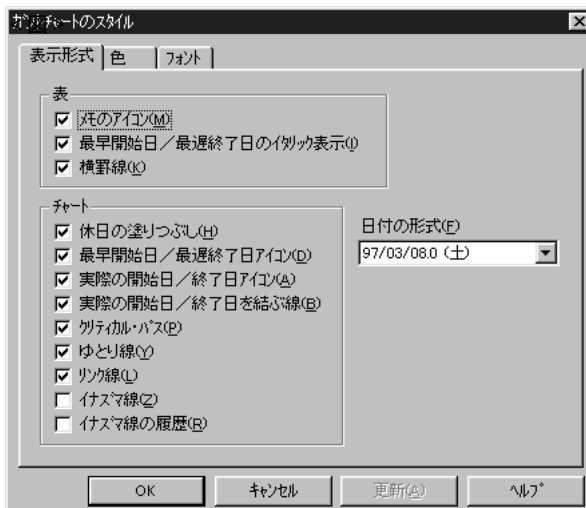 ｶﾞﾝﾄﾁｬｰﾄのｽﾀｲﾙ
表示形式 色 ﾌｫﾝﾄ
表
ﾒﾓのｱｲｺﾝ(M)
最早開始日／最遅終了日のｲﾀﾘｯｸ表示(I)
横罫線(K)
ﾁｬｰﾄ
休日の塗りつぶし(H)
最早開始日／最遅終了日ｱｲｺﾝ(D)
実際の開始日／終了日ｱｲｺﾝ(A)
実際の開始日／終了日を結ぶ線(B)
ｸﾘﾃｨｶﾙ･ﾊﾟｽ(P)
ゆとり線(Y)
ﾘﾝｸ線(L)
ｲﾅｽﾞﾏ線(Z)
ｲﾅｽﾞﾏ線の履歴(R)
日付の形式(F)
97/03/08.0 (土)
OK ｷｬﾝｾﾙ 更新(A) ﾍﾙﾌﾟ